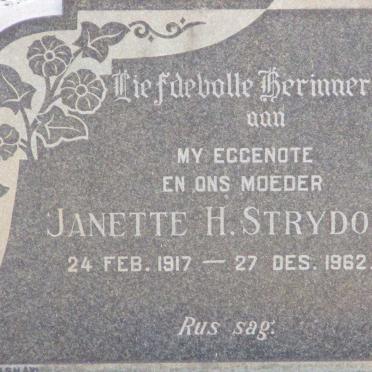 Liefdevolle Herinner
aan
MY EGGENOTE
EN ONS MOEDER
JANETTE H. STRYDO
24 FEB. 1917 — 27 DES. 1962.
Rus sag.